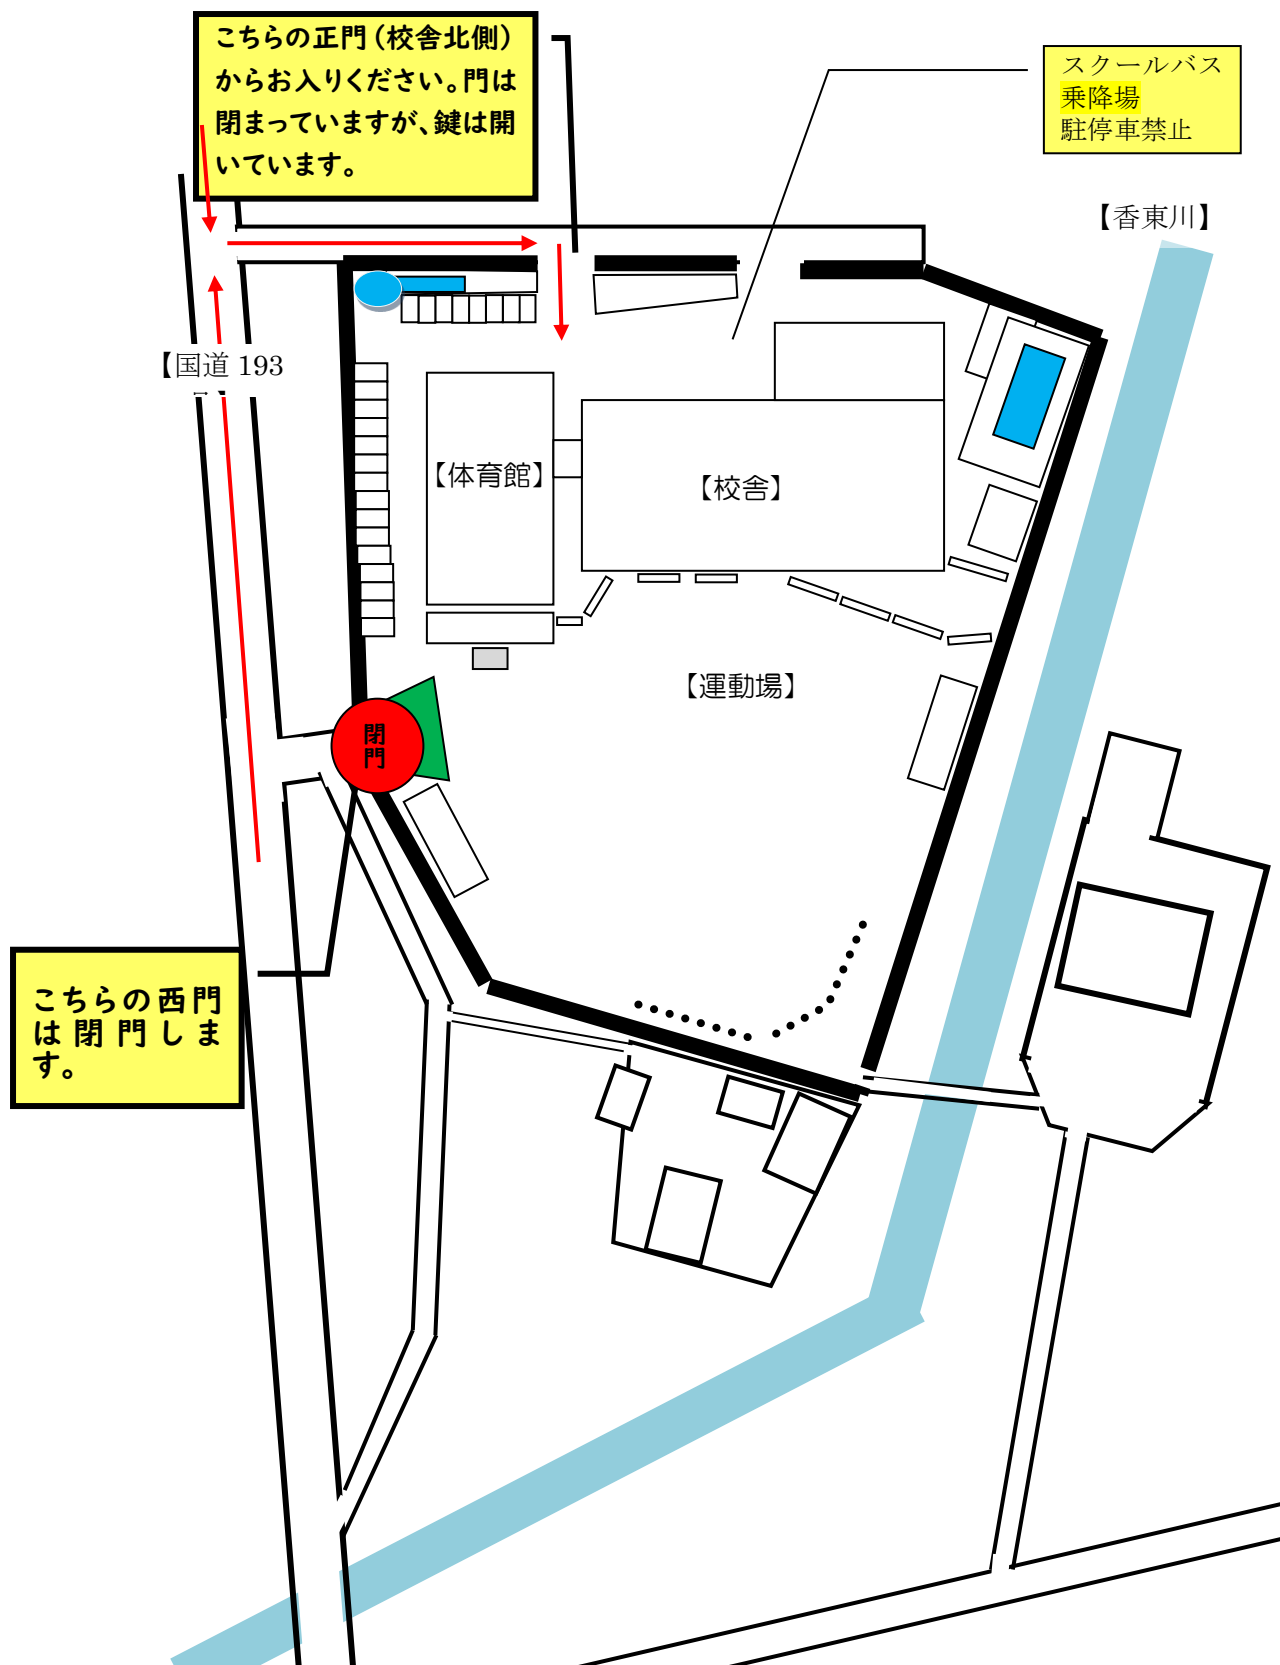 こちらの正門（校舎北側）
からお入りください。門は
閉まっていますが、鍵は開
いています。
スクールバス
乗降場
駐停車禁止
【香東川】
【国道 193
【体育館】
【校舎】
【運動場】
閉
門
こちらの西門
は閉門しま
す。